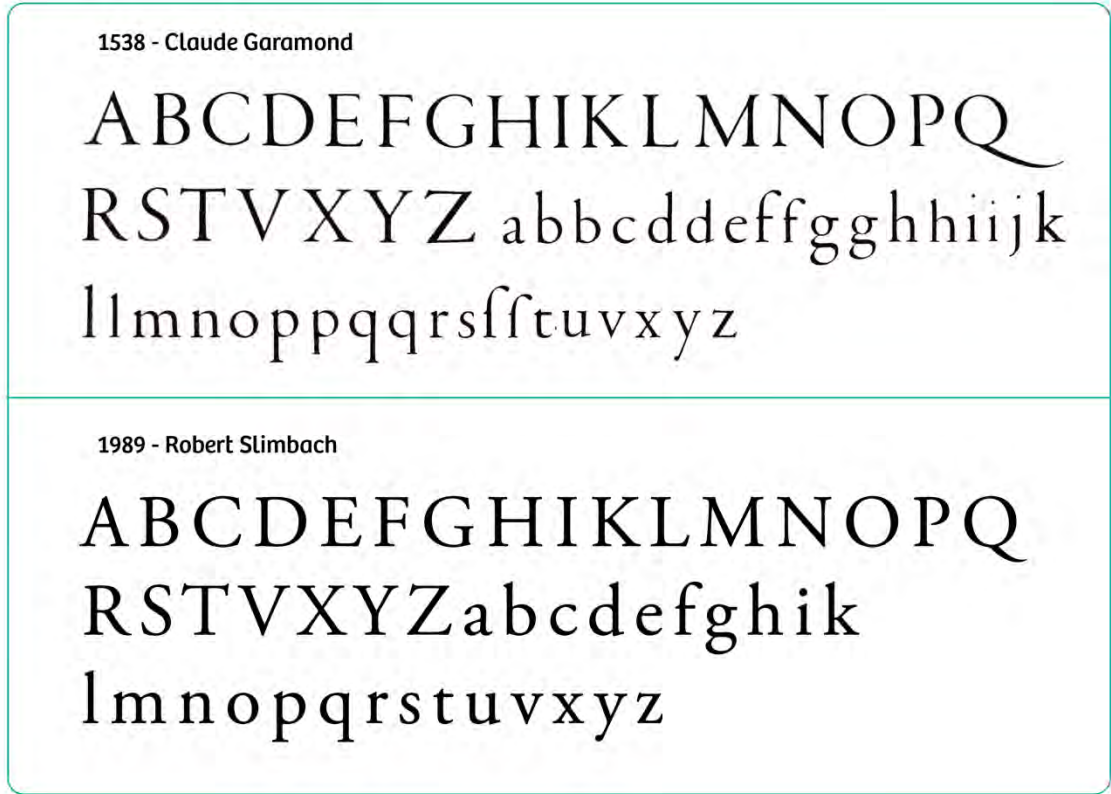 1538 - Claude Garamond
ABCDEFGHIKLMNOPQ
RSTVXYZ abbcddeffgghhiijk
llmnoppqqrsſſtuvxyz
1989 - Robert Slimbach
ABCDEFGHIKLMNOPQ
RSTVXYZabcdefghik
lmnopqrstuvxyz